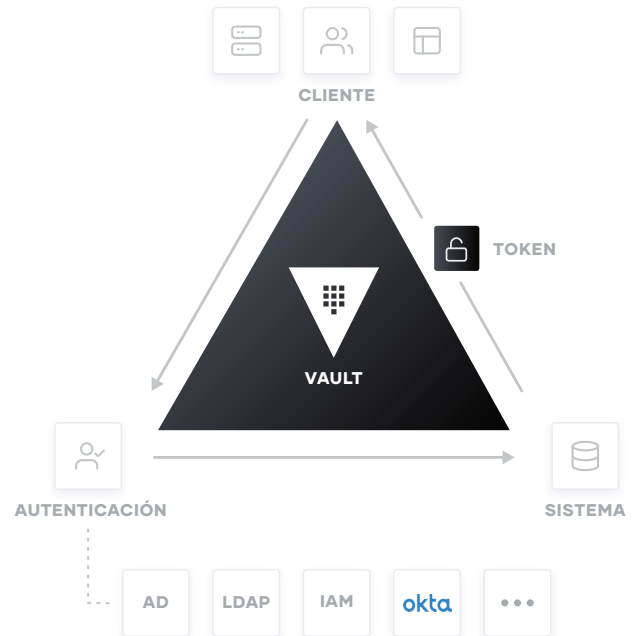 CLIENTE
TOKEN
VAULT
AUTENTICACIÓN
SISTEMA
AD
LDAP
IAM
okta